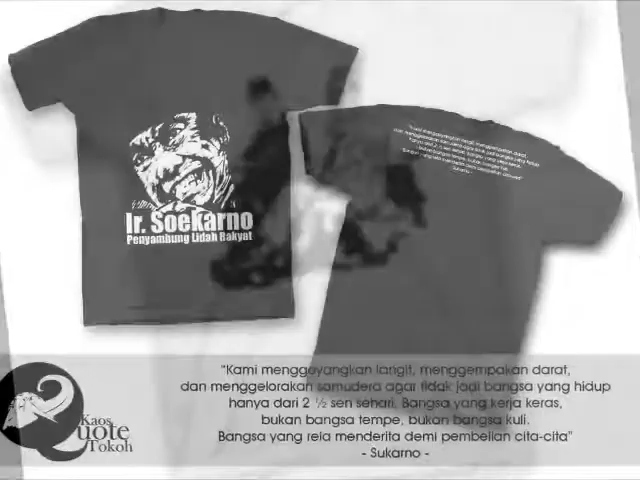 Ir. Soekarno
Penyambung Lidah Rakyat
"Kami menggoyangkan langit, menggempakan darat,
dan menggelorakan samudera agar tidak jadi bangsa yang hidup
hanya dari 2 ½ sen sehari. Bangsa yang kerja keras,
bukan bangsa tempe, bukan bangsa kuli.
Bangsa yang rela menderita demi pembelian cita-cita"
- Sukarno -
Kaos
Quote
Tokoh